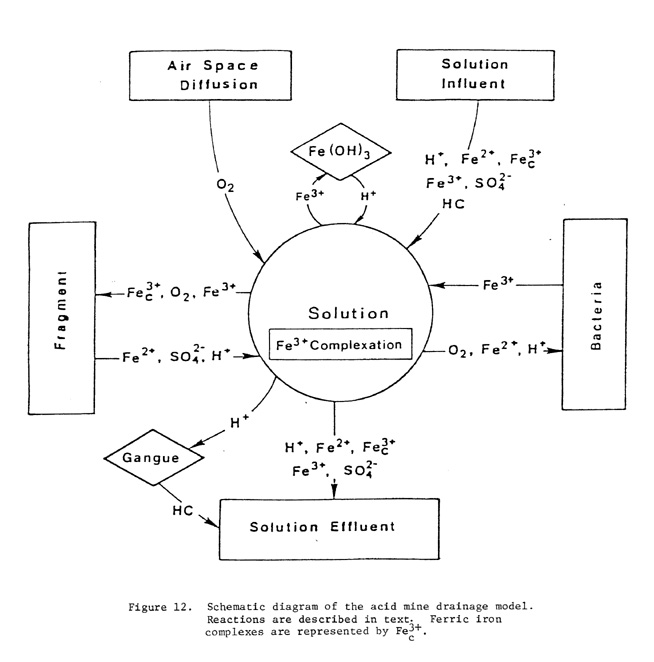 Air Space
Diffusion
Solution
Influent
Fe(OH)₃
H⁺, Fe²⁺, Fe³⁺c
Fe³⁺, SO₄²⁻
HC
O₂
Fe³⁺
H⁺
Fragment
Fe³⁺c, O₂, Fe³⁺
Fe²⁺, SO₄²⁻, H⁺
Solution
Fe³⁺Complexation
Fe³⁺
O₂, Fe²⁺, H⁺
Bacteria
H⁺
Gangue
HC
H⁺, Fe²⁺, Fe³⁺c
Fe³⁺, SO₄²⁻
Solution Effluent
Figure 12. Schematic diagram of the acid mine drainage model.
Reactions are described in text. Ferric iron
complexes are represented by Fe³⁺c.